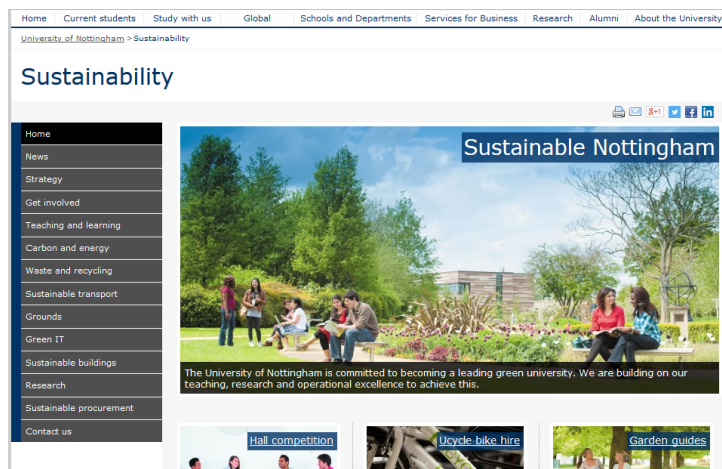 Home Current students Study with us Global Schools and Departments Services for Business Research Alumni About the University
University of Nottingham > Sustainability
Sustainability
g+1
Home
News
Strategy
Get involved
Teaching and learning
Carbon and energy
Waste and recycling
Sustainable transport
Grounds
Green IT
Sustainable buildings
Research
Sustainable procurement
Contact us
Sustainable Nottingham
The University of Nottingham is committed to becoming a leading green university. We are building on our
teaching, research and operational excellence to achieve this.
Hall competition Ucycle bike hire Garden guides